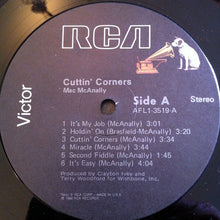 RCA
Victor
Cuttin' Corners
Mac McAnally
Side A
AFL1-3519-A
1. It's My Job (McAnally) 3:01
2. Holdin' On (Brasfield-McAnally) 3:20
3. Cuttin' Corners (McAnally) 3:33
4. Miracle (McAnally) 3:44
5. Second Fiddle (McAnally) 1:45
6. It's Easy (McAnally) 4:04
Produced by Clayton Ivey and
Terry Woodford for Wishbone, Inc.